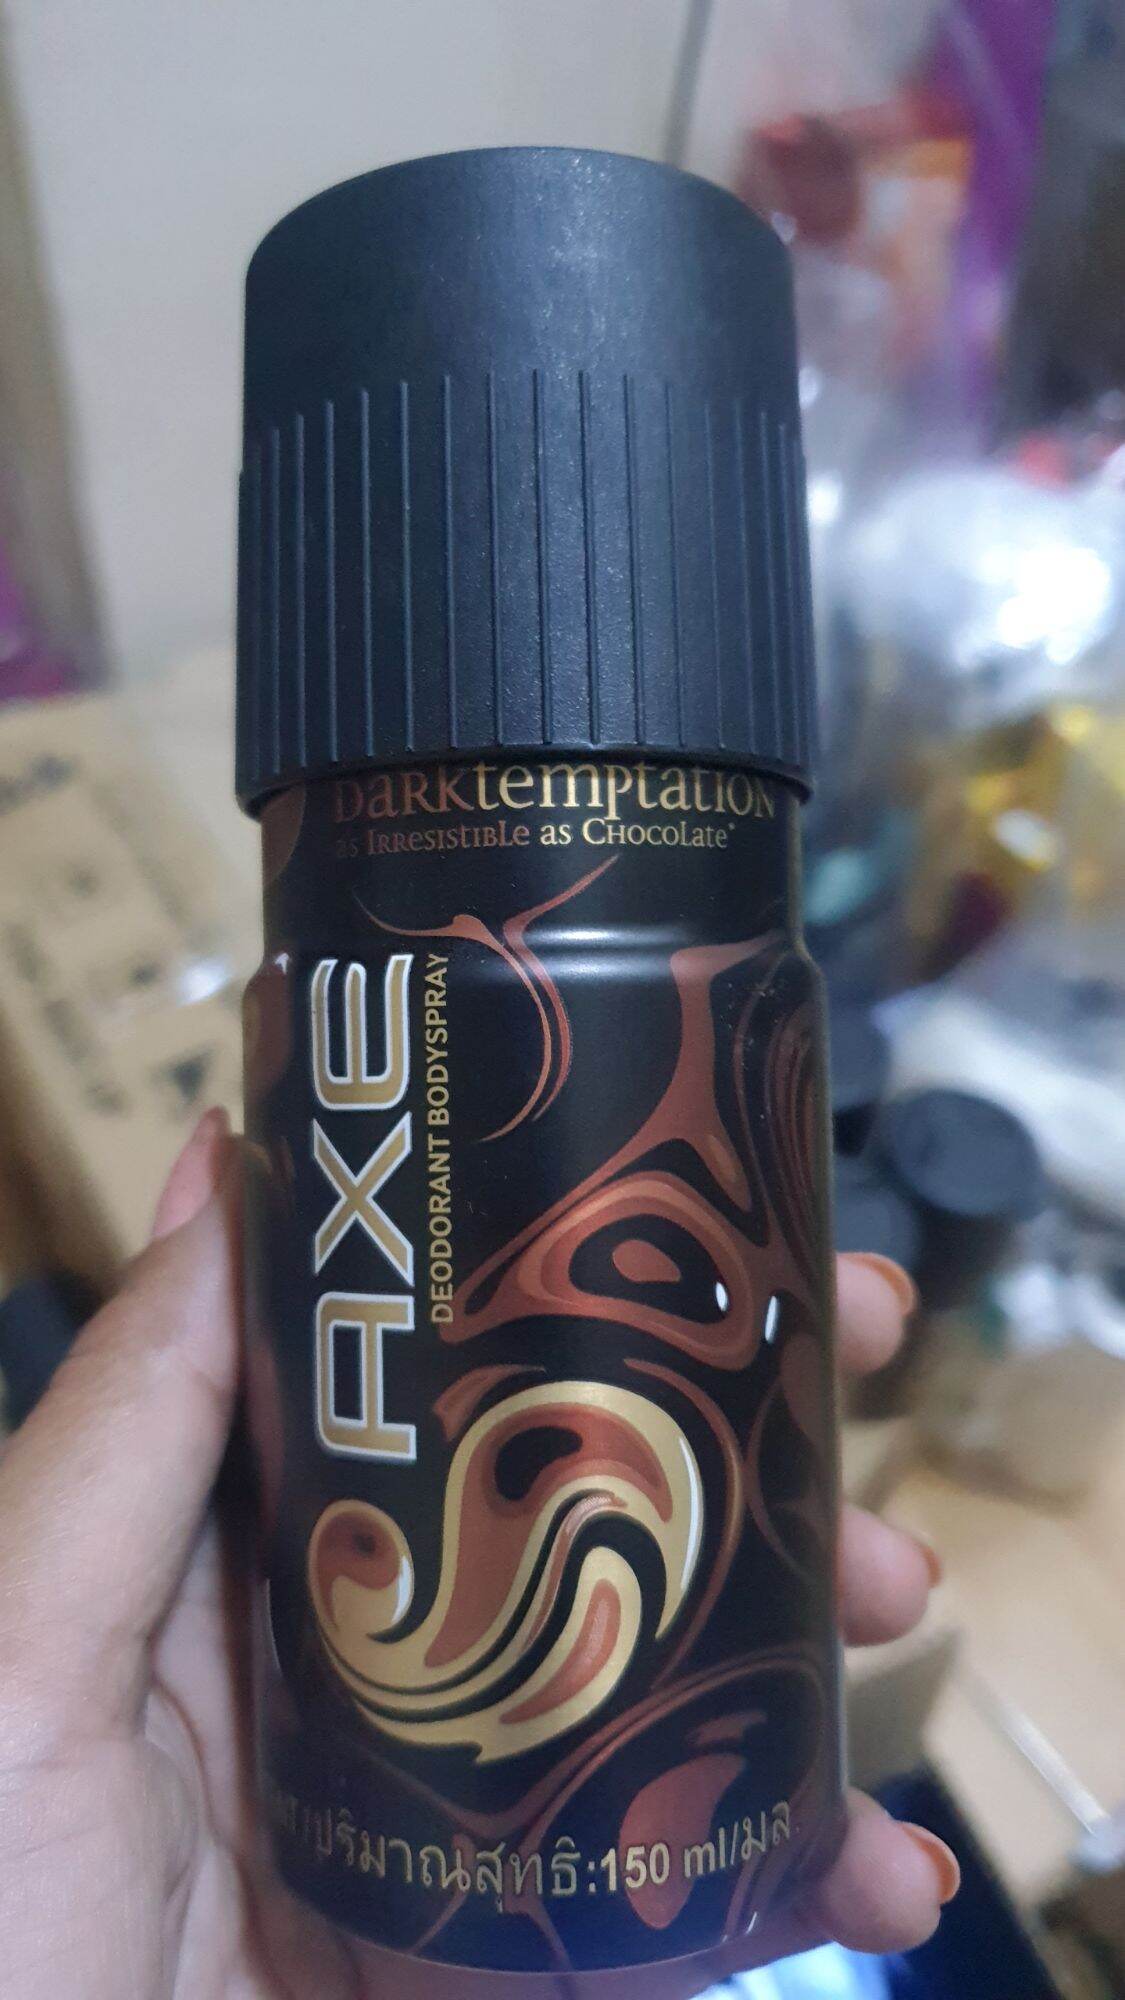 Darktemptation
as Irresistible as Chocolate*
AXE
DEODORANT BODYSPRAY
ปริมาณสุทธิ:150 ml/มล.